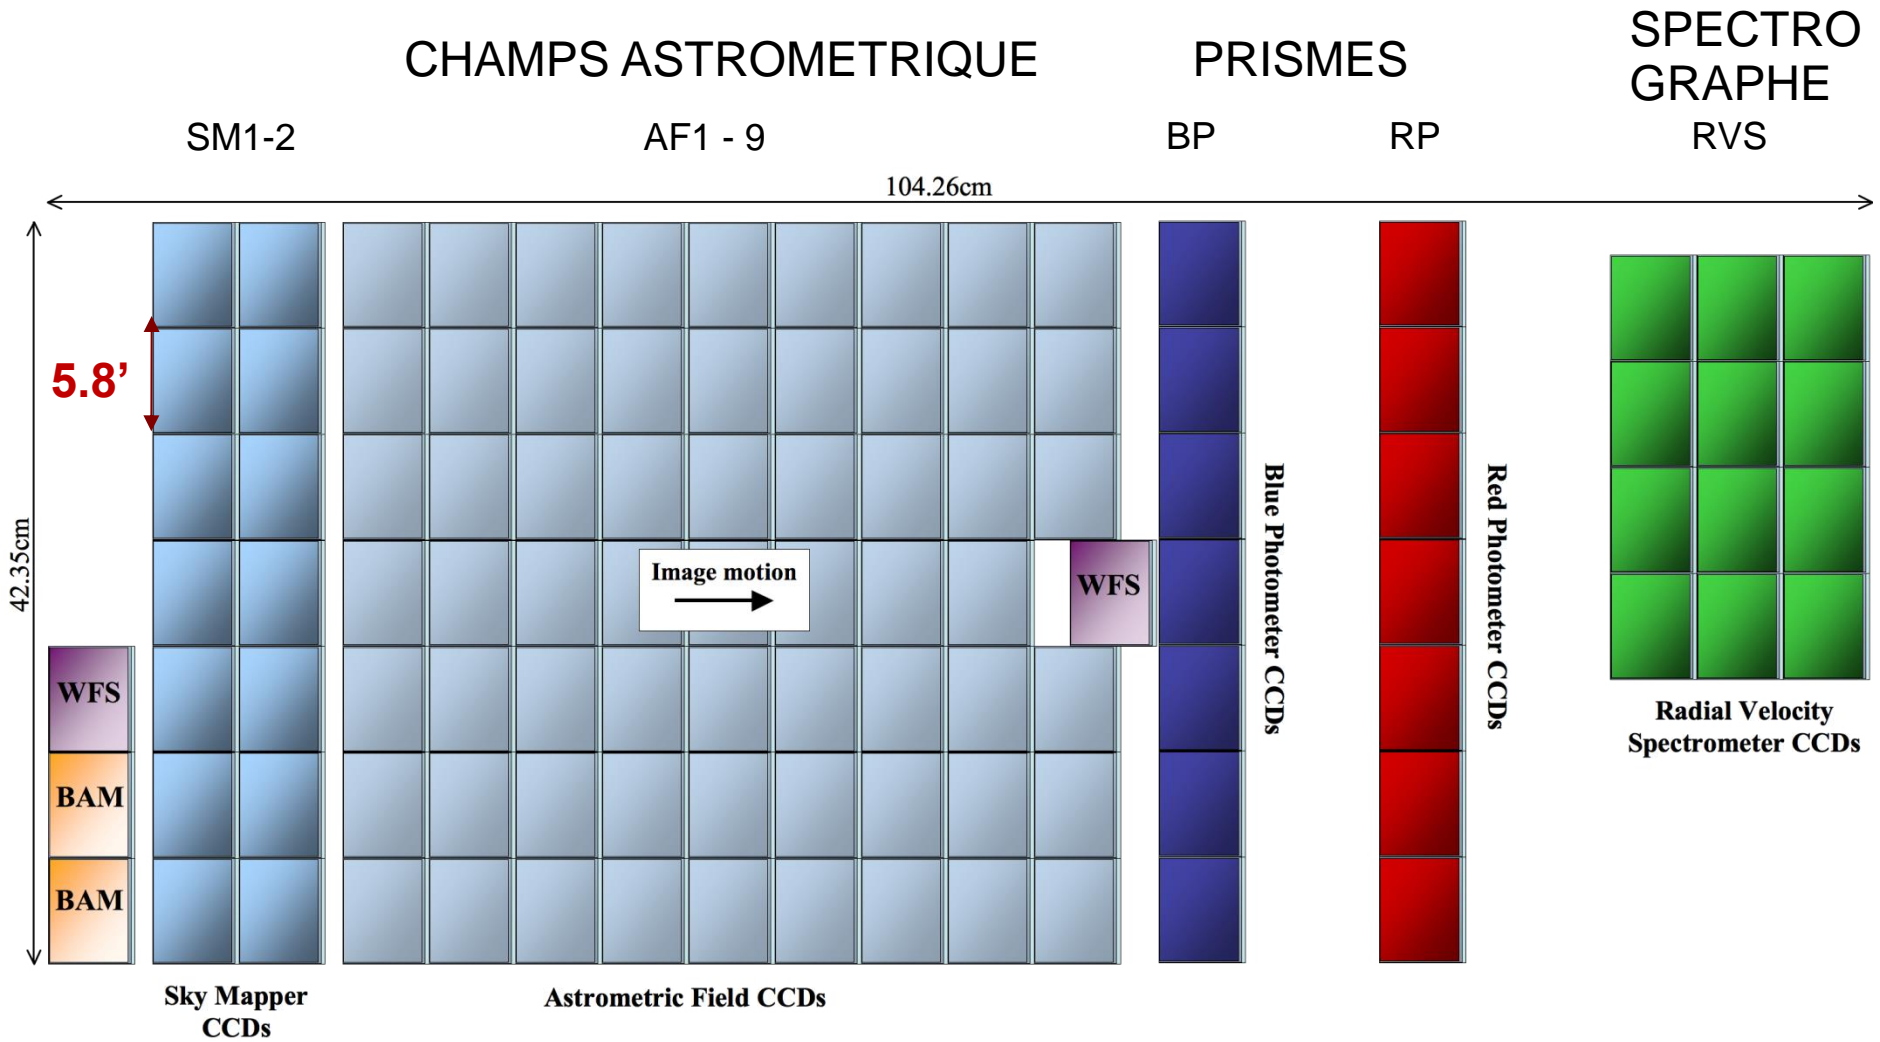 CHAMPS ASTROMETRIQUE
PRISMES
SPECTRO
GRAPHE
SM1-2
AF1 - 9
BP
RP
RVS
104.26cm
42.35cm
5.8’
Image motion
WFS
WFS
BAM
BAM
Blue Photometer CCDs
Red Photometer CCDs
Radial Velocity
Spectrometer CCDs
Sky Mapper
CCDs
Astrometric Field CCDs